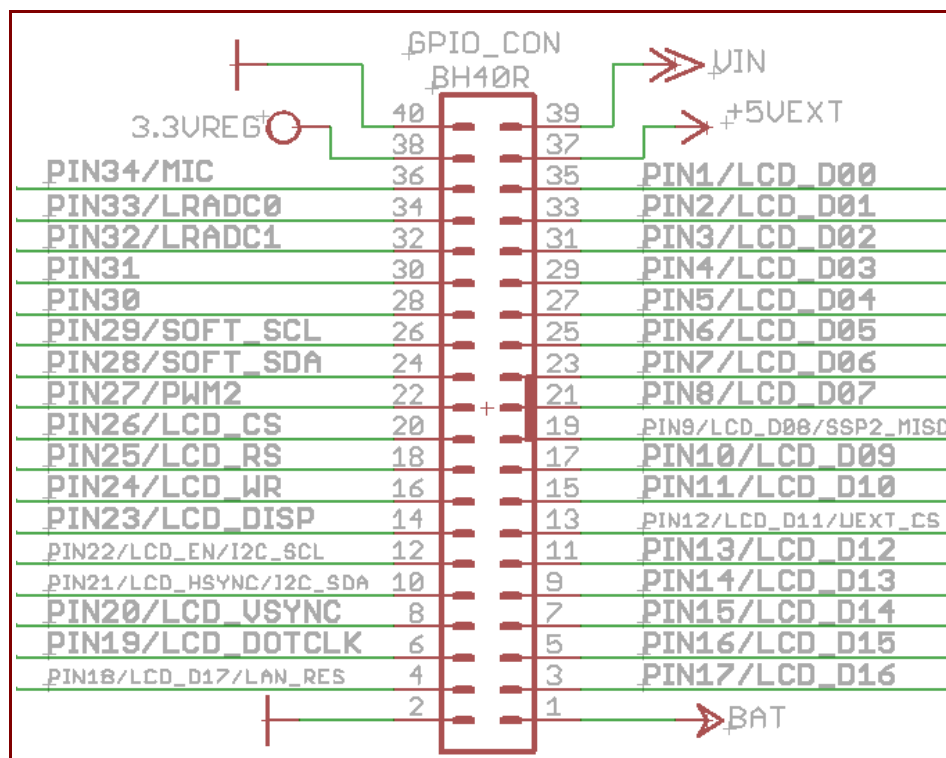 GPIO_CON
BH40R
VIN
40 39
3.3VREG +5VEXT
38 37
PIN34/MIC 36 35 PIN1/LCD_D00
PIN33/LRADC0 34 33 PIN2/LCD_D01
PIN32/LRADC1 32 31 PIN3/LCD_D02
PIN31 30 29 PIN4/LCD_D03
PIN30 28 27 PIN5/LCD_D04
PIN29/SOFT_SCL 26 25 PIN6/LCD_D05
PIN28/SOFT_SDA 24 23 PIN7/LCD_D06
PIN27/PWM2 22 21 PIN8/LCD_D07
PIN26/LCD_CS 20 19 PIN9/LCD_D08/SSP2_MISO
PIN25/LCD_RS 18 17 PIN10/LCD_D09
PIN24/LCD_WR 16 15 PIN11/LCD_D10
PIN23/LCD_DISP 14 13 PIN12/LCD_D11/UEXT_CS
PIN22/LCD_EN/I2C_SCL 12 11 PIN13/LCD_D12
PIN21/LCD_HSYNC/I2C_SDA 10 9 PIN14/LCD_D13
PIN20/LCD_VSYNC 8 7 PIN15/LCD_D14
PIN19/LCD_DOTCLK 6 5 PIN16/LCD_D15
PIN18/LCD_D17/LAN_RES 4 3 PIN17/LCD_D16
2 1 BAT